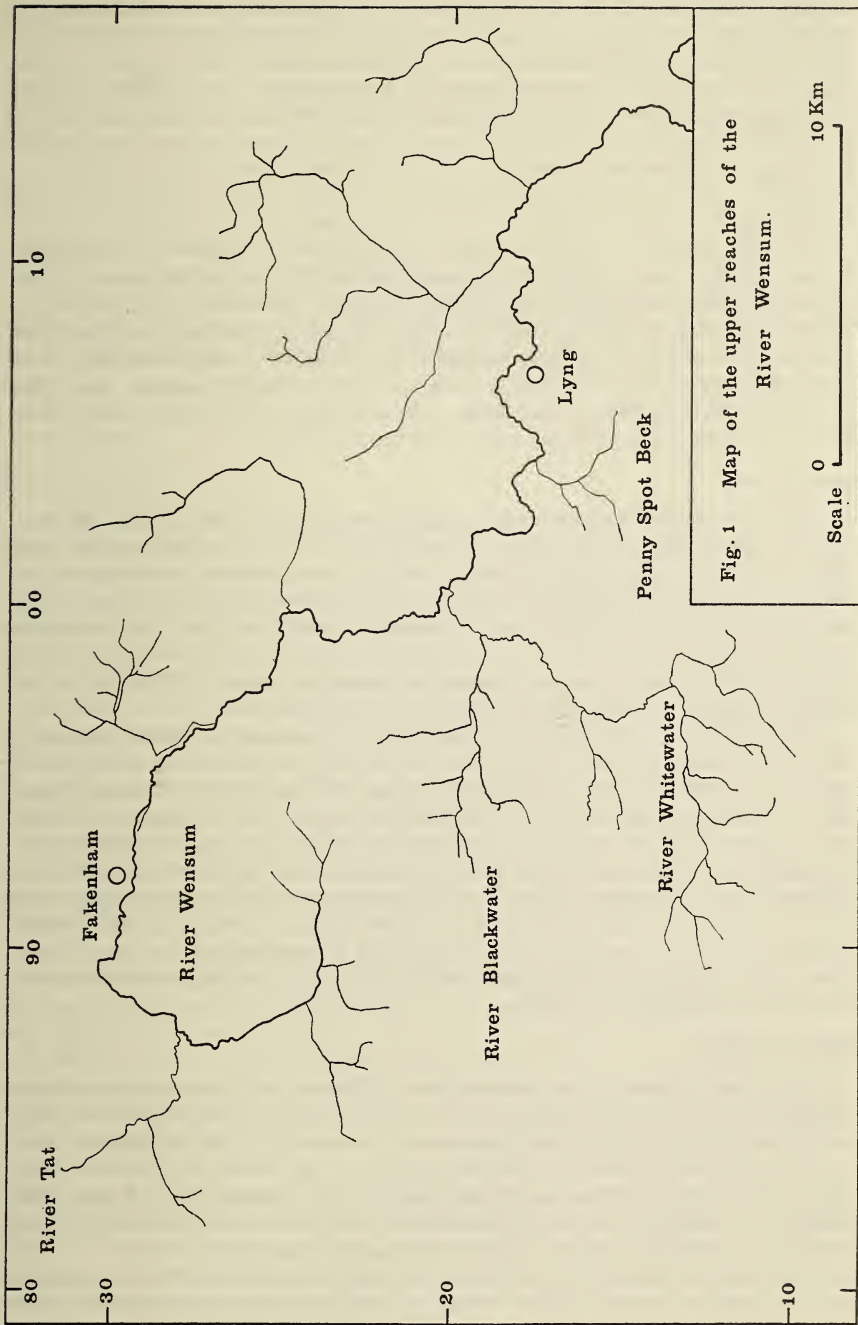 80
90
00
10
30
20
10
River Tat
Fakenham
River Wensum
River Blackwater
River Whitewater
Penny Spot Beck
Lyng
Fig. 1 Map of the upper reaches of the
River Wensum.
Scale 0 10 Km